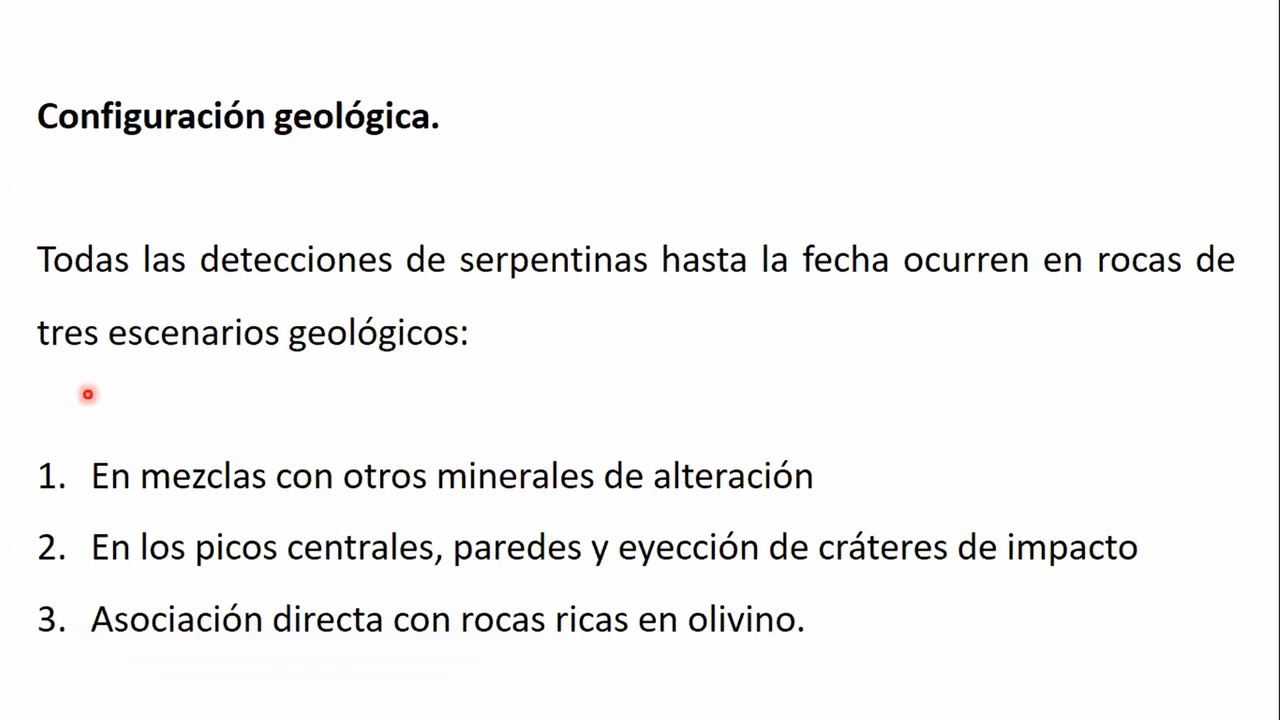 Configuración geológica.
Todas las detecciones de serpentinas hasta la fecha ocurren en rocas de
tres escenarios geológicos:
1. En mezclas con otros minerales de alteración
2. En los picos centrales, paredes y eyección de cráteres de impacto
3. Asociación directa con rocas ricas en olivino.